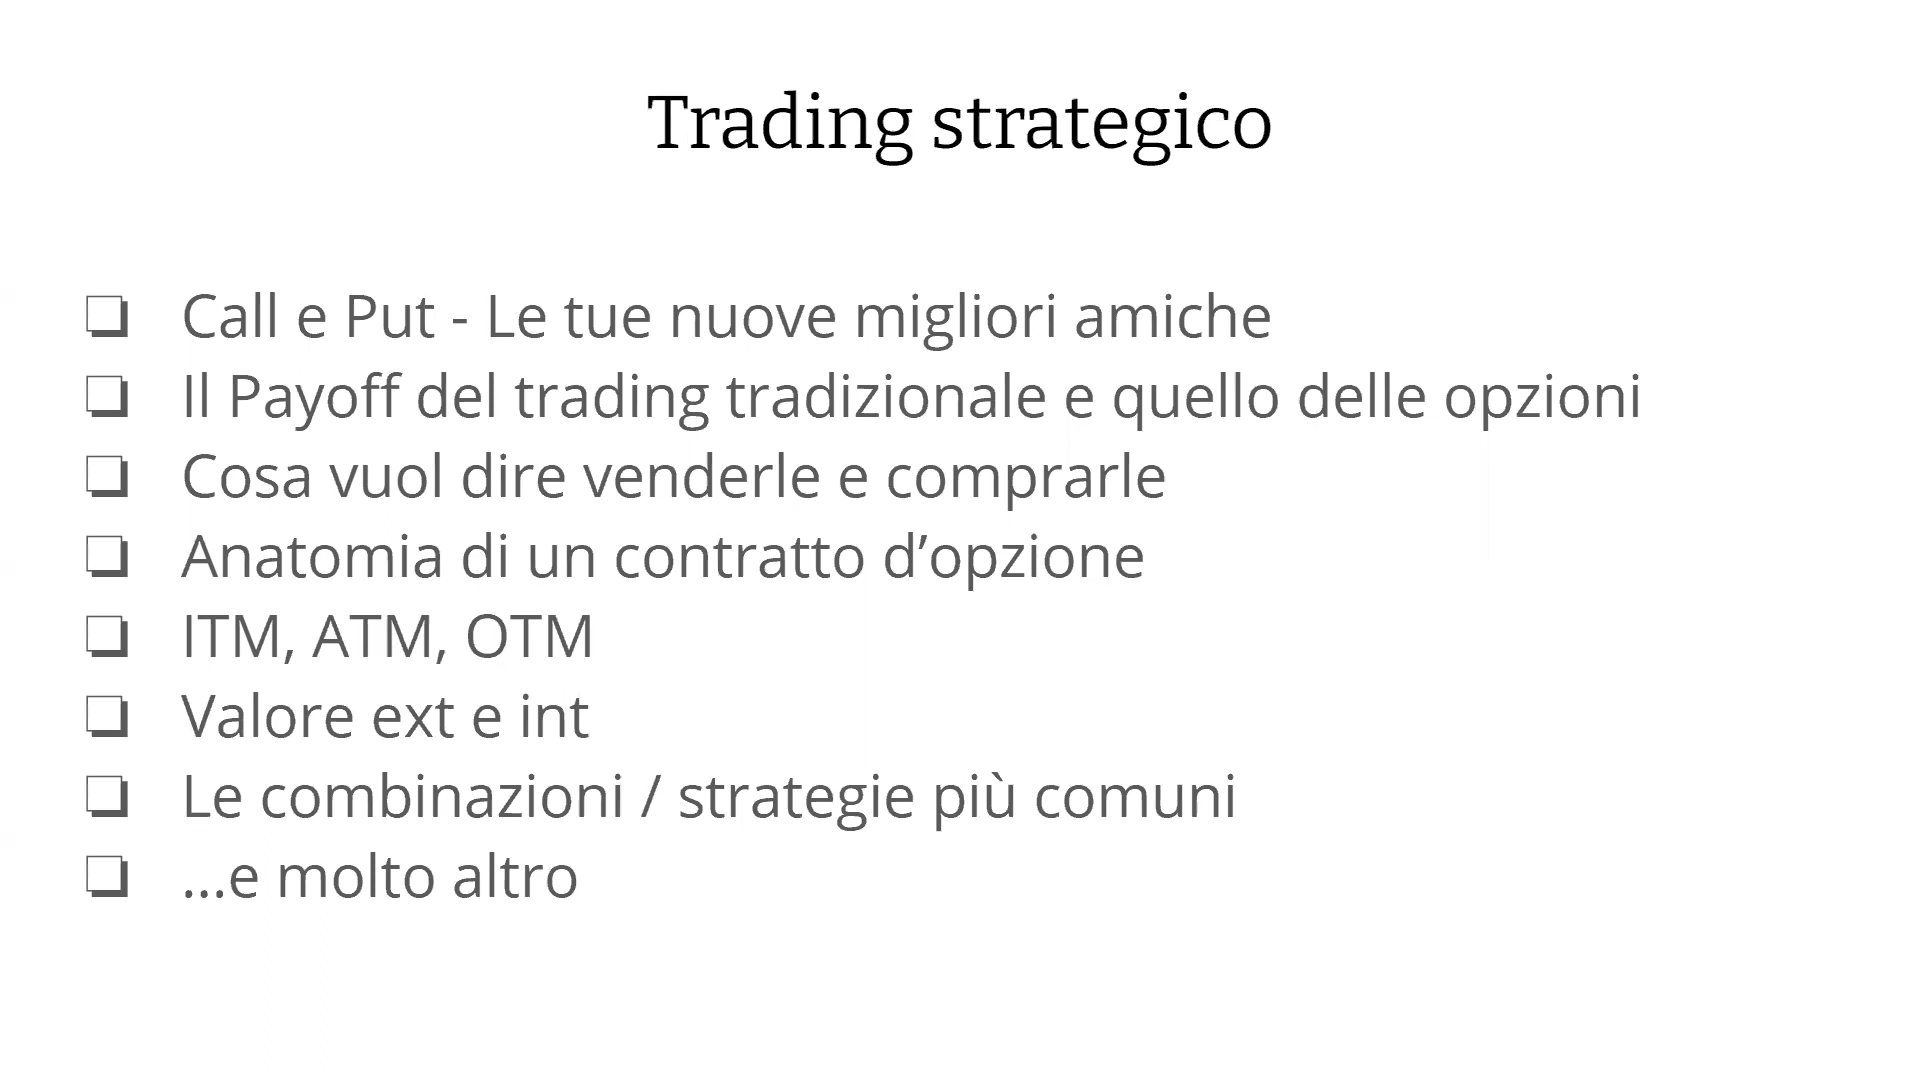 Trading strategico
❏ Call e Put - Le tue nuove migliori amiche
❏ Il Payoff del trading tradizionale e quello delle opzioni
❏ Cosa vuol dire venderle e comprarle
❏ Anatomia di un contratto d’opzione
❏ ITM, ATM, OTM
❏ Valore ext e int
❏ Le combinazioni / strategie più comuni
❏ ...e molto altro